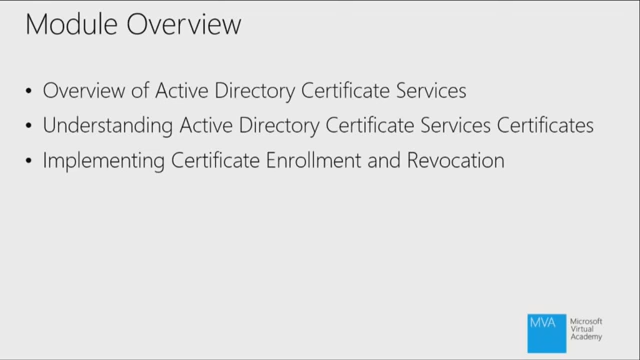 Module Overview
• Overview of Active Directory Certificate Services
• Understanding Active Directory Certificate Services Certificates
• Implementing Certificate Enrollment and Revocation
MVA
Microsoft
Virtual
Academy